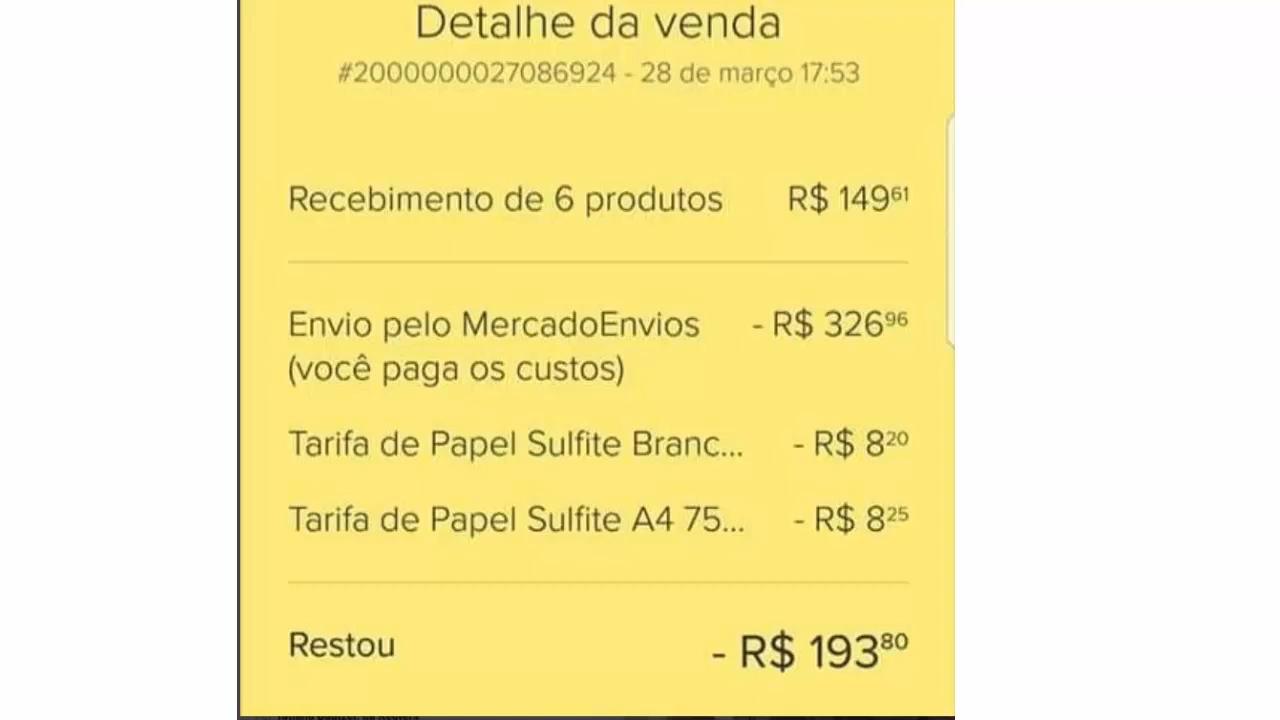 Detalhe da venda
#2000000027086924 - 28 de março 17:53
Recebimento de 6 produtos R$ 149⁶¹
Envio pelo MercadoEnvios - R$ 326⁹⁶
(você paga os custos)
Tarifa de Papel Sulfite Branc... - R$ 8²⁰
Tarifa de Papel Sulfite A4 75... - R$ 8²⁵
Restou - R$ 193⁸⁰